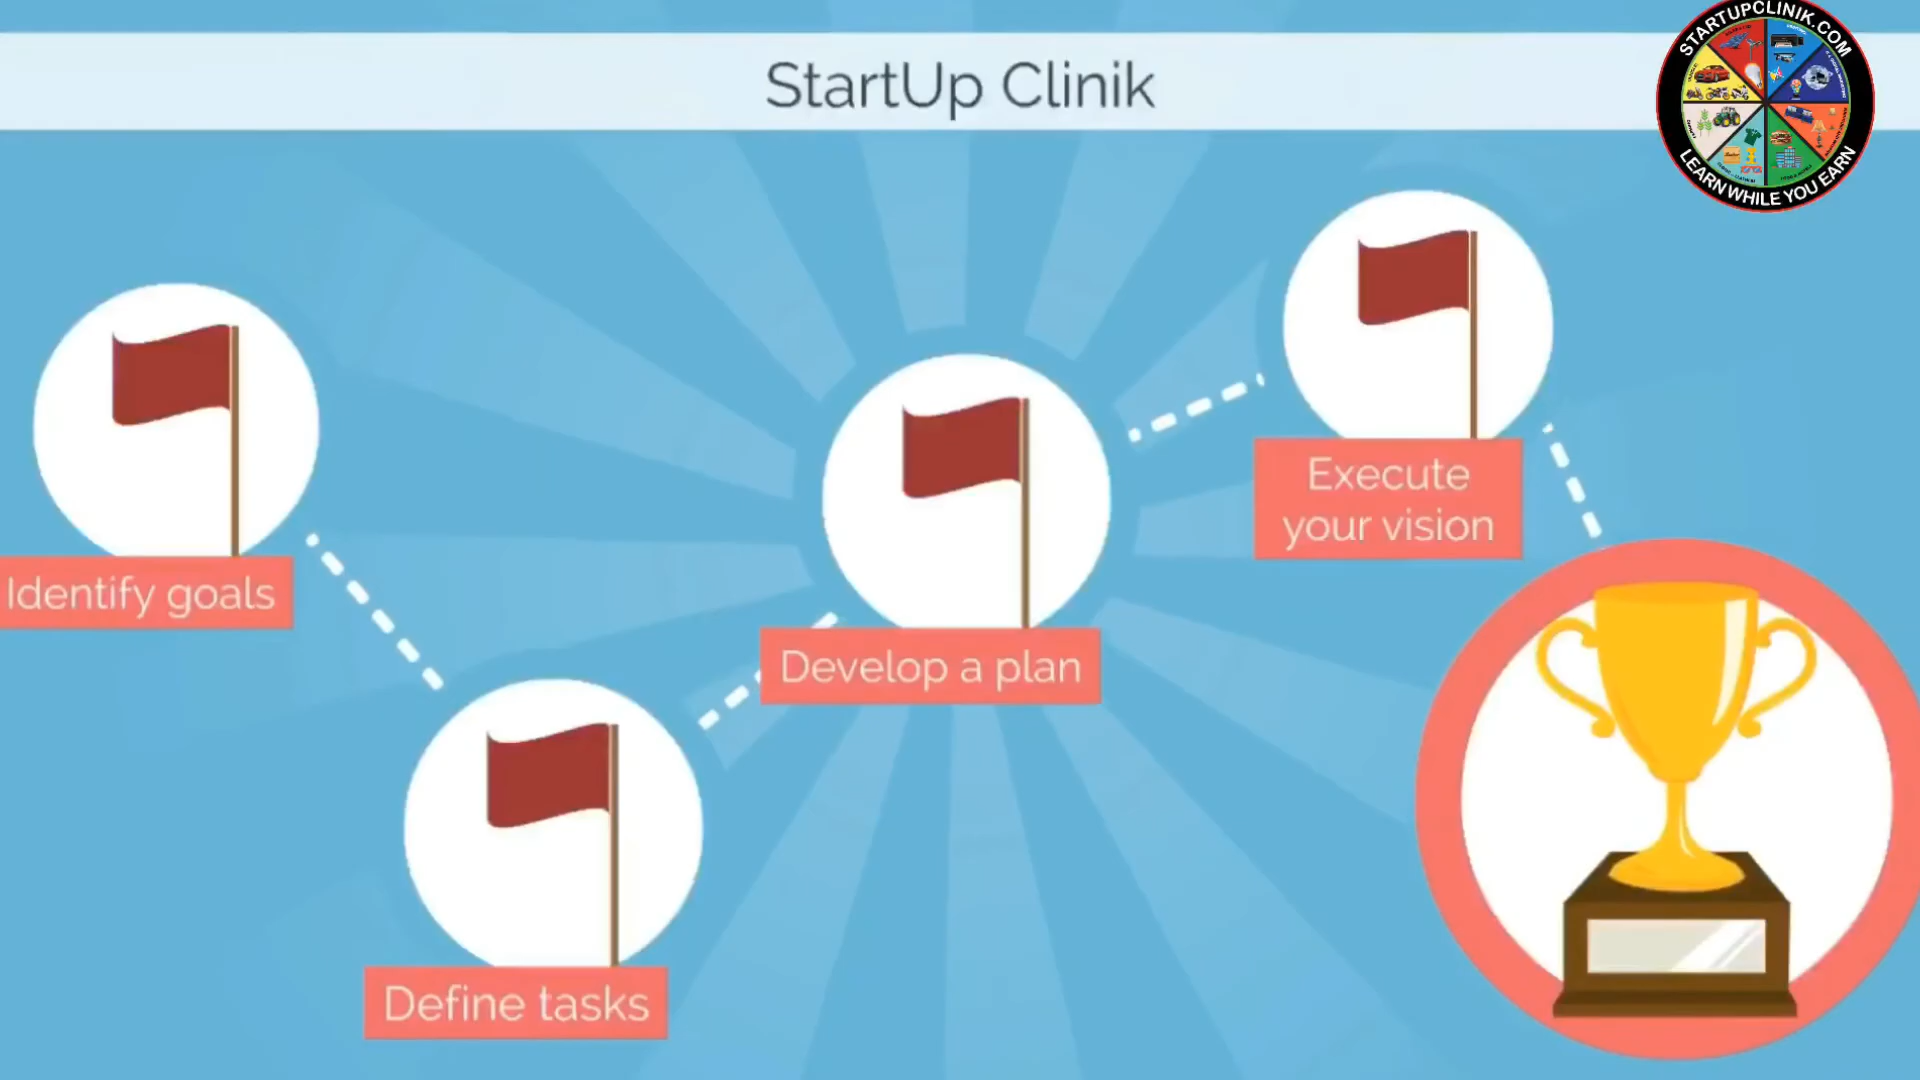 StartUp Clinik
STARTUPCLINIK.COM
LEARN WHILE YOU EARN
Identify goals
Define tasks
Develop a plan
Execute
your vision